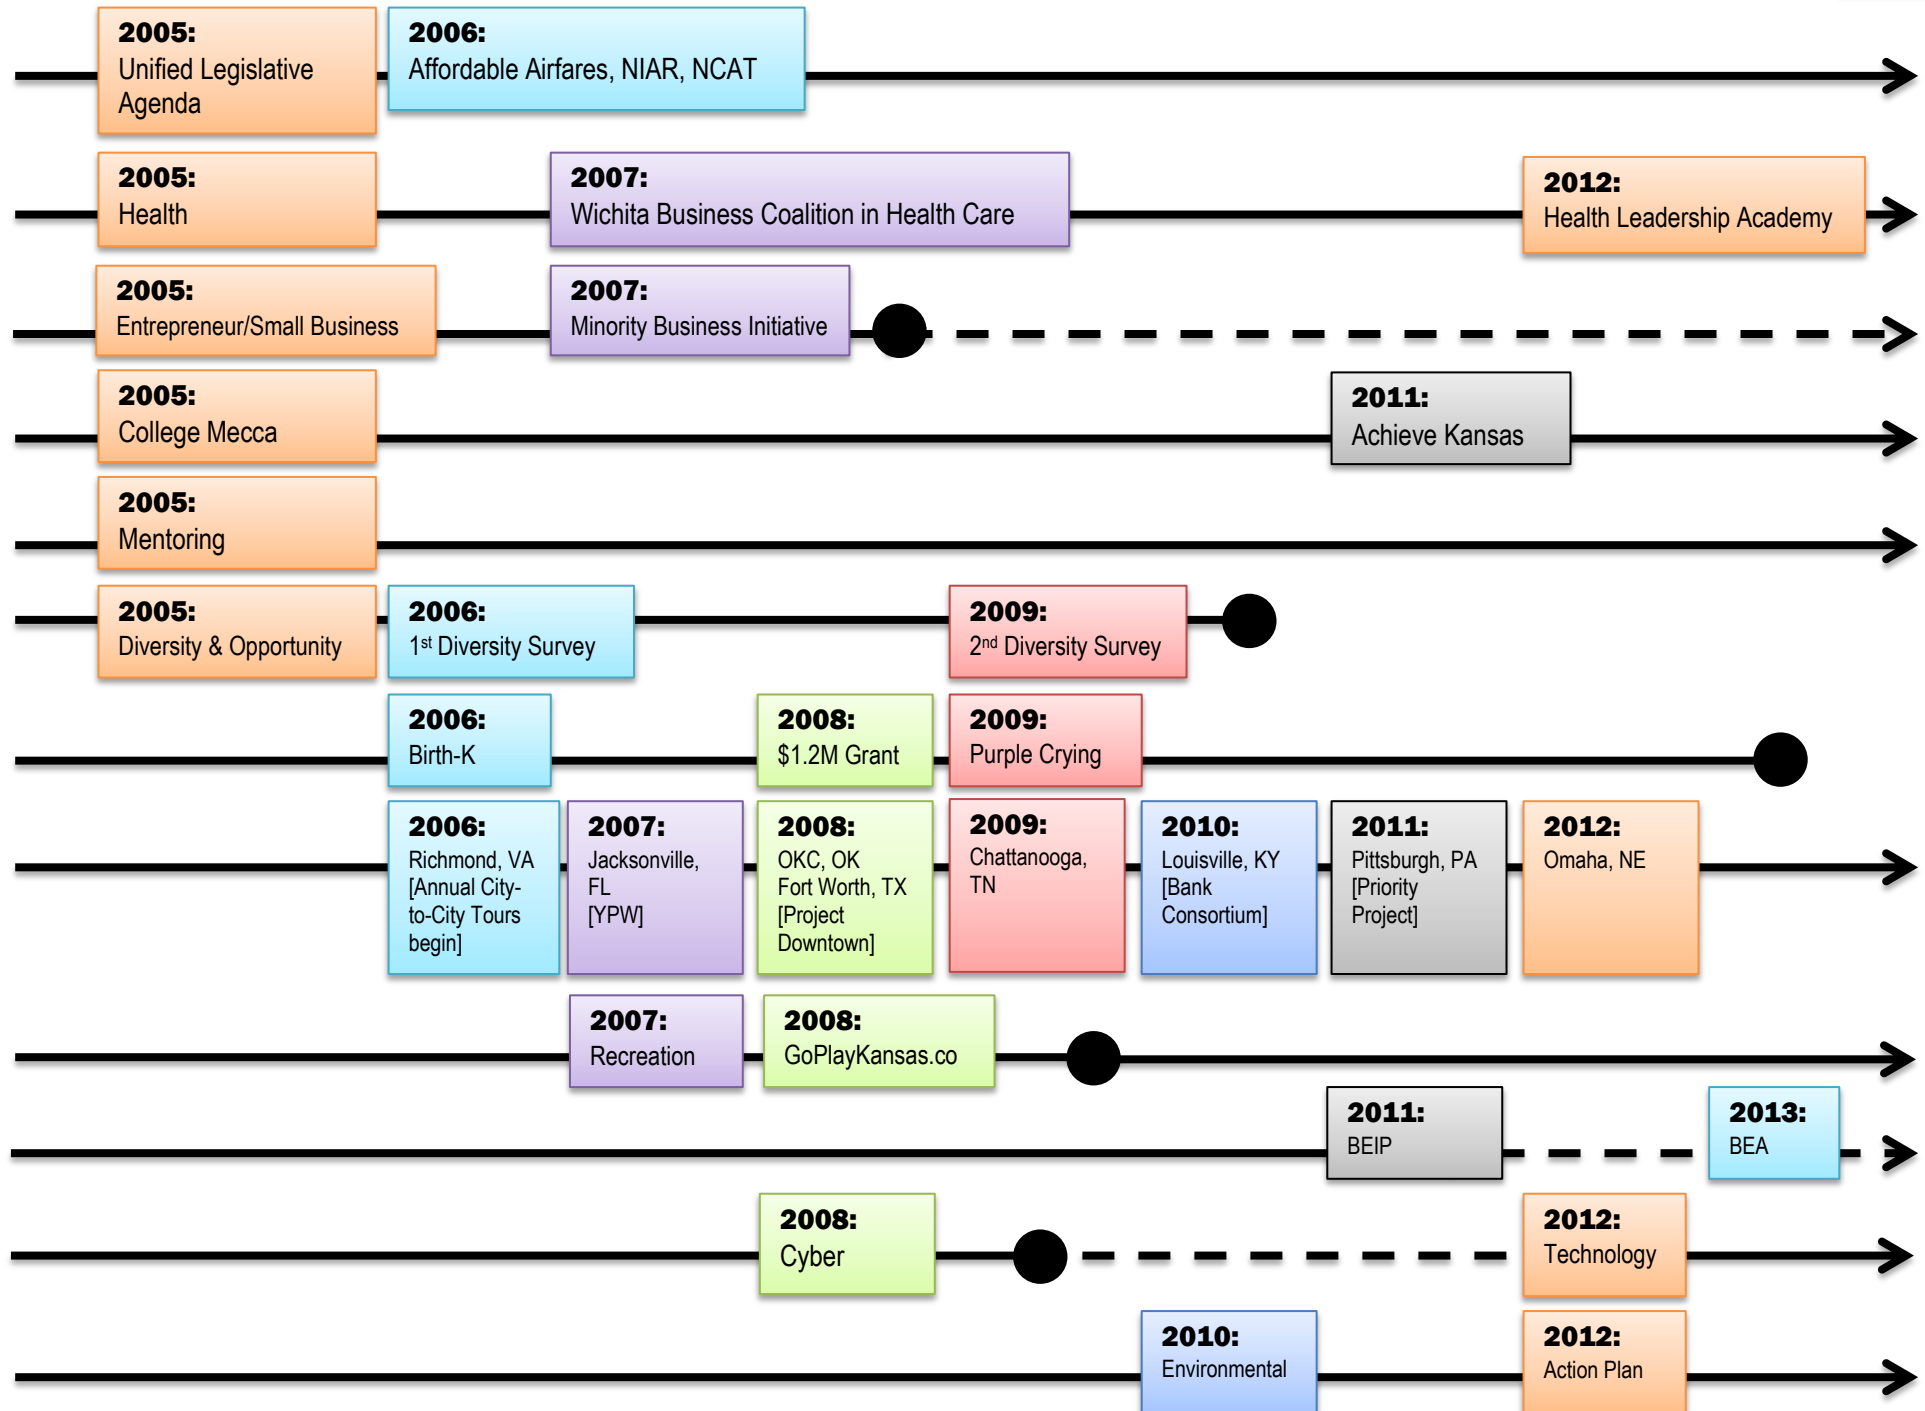 2005:
Unified Legislative
Agenda
2006:
Affordable Airfares, NIAR, NCAT
2005:
Health
2007:
Wichita Business Coalition in Health Care
2012:
Health Leadership Academy
2005:
Entrepreneur/Small Business
2007:
Minority Business Initiative
2005:
College Mecca
2011:
Achieve Kansas
2005:
Mentoring
2005:
Diversity & Opportunity
2006:
1st Diversity Survey
2009:
2nd Diversity Survey
2006:
Birth-K
2008:
$1.2M Grant
2009:
Purple Crying
2006:
Richmond, VA
[Annual City-
to-City Tours
begin]
2007:
Jacksonville,
FL
[YPW]
2008:
OKC, OK
Fort Worth, TX
[Project
Downtown]
2009:
Chattanooga,
TN
2010:
Louisville, KY
[Bank
Consortium]
2011:
Pittsburgh, PA
[Priority
Project]
2012:
Omaha, NE
2007:
Recreation
2008:
GoPlayKansas.co
2011:
BEIP
2013:
BEA
2008:
Cyber
2012:
Technology
2010:
Environmental
2012:
Action Plan